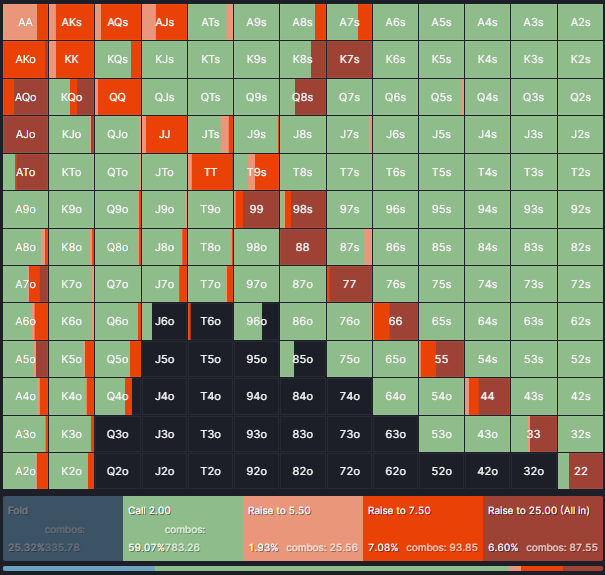 AA AKs AQs AJs ATs A9s A8s A7s A6s A5s A4s A3s A2s
AKo KK KQs KJs KTs K9s K8s K7s K6s K5s K4s K3s K2s
AQo KQo QQ QJs QTs Q9s Q8s Q7s Q6s Q5s Q4s Q3s Q2s
AJo KJo QJo JJ JTs J9s J8s J7s J6s J5s J4s J3s J2s
ATo KTo QTo JTo TT T9s T8s T7s T6s T5s T4s T3s T2s
A9o K9o Q9o J9o T9o 99 98s 97s 96s 95s 94s 93s 92s
A8o K8o Q8o J8o T8o 98o 88 87s 86s 85s 84s 83s 82s
A7o K7o Q7o J7o T7o 97o 87o 77 76s 75s 74s 73s 72s
A6o K6o Q6o J6o T6o 96o 86o 76o 66 65s 64s 63s 62s
A5o K5o Q5o J5o T5o 95o 85o 75o 65o 55 54s 53s 52s
A4o K4o Q4o J4o T4o 94o 84o 74o 64o 54o 44 43s 42s
A3o K3o Q3o J3o T3o 93o 83o 73o 63o 53o 43o 33 32s
A2o K2o Q2o J2o T2o 92o 82o 72o 62o 52o 42o 32o 22
Fold Call 2.00 Raise to 5.50 Raise to 7.50 Raise to 25.00 (All in)
combos: combos:
25.32% 335.78 59.07% 783.26 1.93% combos: 25.56 7.08% combos: 93.85 6.60% combos: 87.55